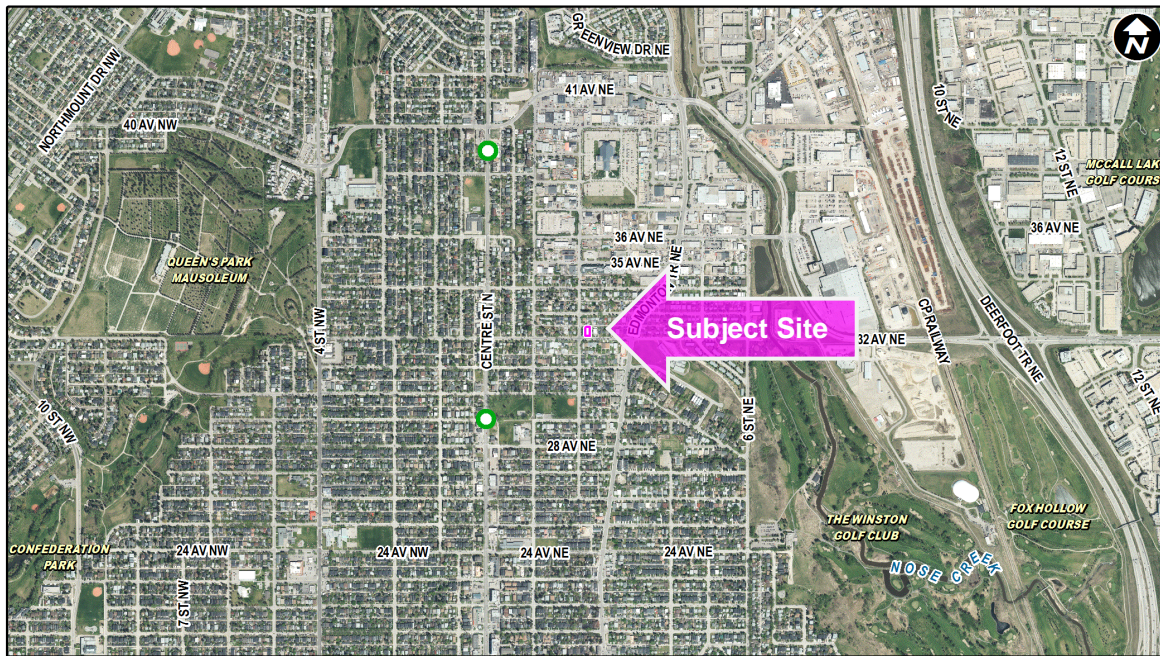 GREENVIEW DR NE
N
NORTHMOUNT DR NW
41 AV NE
10 ST NE
40 AV NW
12 ST NE
MCCALL LAK
GOLF COURS
36 AV NE
36 AV NE
QUEEN'S PARK
MAUSOLEUM
35 AV NE
EDMONTON TR NE
CENTRE ST N
4 ST NW
Subject Site
32 AV NE
CP RAILWAY
DEERFOOT TR NE
12 ST NE
10 ST NW
6 ST NE
28 AV NE
FOX HOLLOW
GOLF COURSE
THE WINSTON
GOLF CLUB
CONFEDERATION
PARK
24 AV NW
24 AV NW
24 AV NE
24 AV NE
NOSE CREEK
7 ST NW